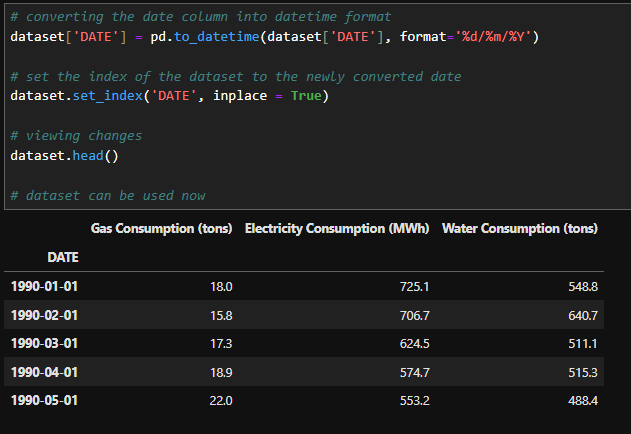 # converting the date column into datetime format
dataset['DATE'] = pd.to_datetime(dataset['DATE'], format='%d/%m/%Y')
# set the index of the dataset to the newly converted date
dataset.set_index('DATE', inplace = True)
# viewing changes
dataset.head()
# dataset can be used now
Gas Consumption (tons) Electricity Consumption (MWh) Water Consumption (tons)
DATE
1990-01-01 18.0 725.1 548.8
1990-02-01 15.8 706.7 640.7
1990-03-01 17.3 624.5 511.1
1990-04-01 18.9 574.7 515.3
1990-05-01 22.0 553.2 488.4